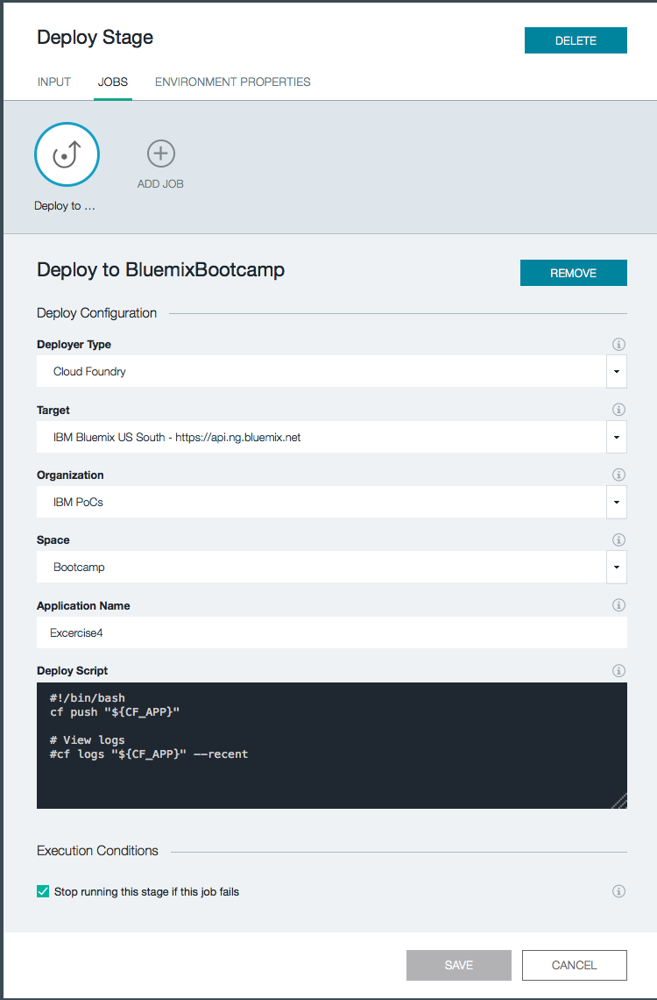 Deploy Stage
DELETE
INPUT
JOBS
ENVIRONMENT PROPERTIES
Deploy to ...
ADD JOB
Deploy to BluemixBootcamp
REMOVE
Deploy Configuration
Deployer Type
Cloud Foundry
Target
IBM Bluemix US South - https://api.ng.bluemix.net
Organization
IBM PoCs
Space
Bootcamp
Application Name
Excercise4
Deploy Script
#!/bin/bash
cf push "${CF_APP}"
# View logs
#cf logs "${CF_APP}" --recent
Execution Conditions
Stop running this stage if this job fails
SAVE
CANCEL